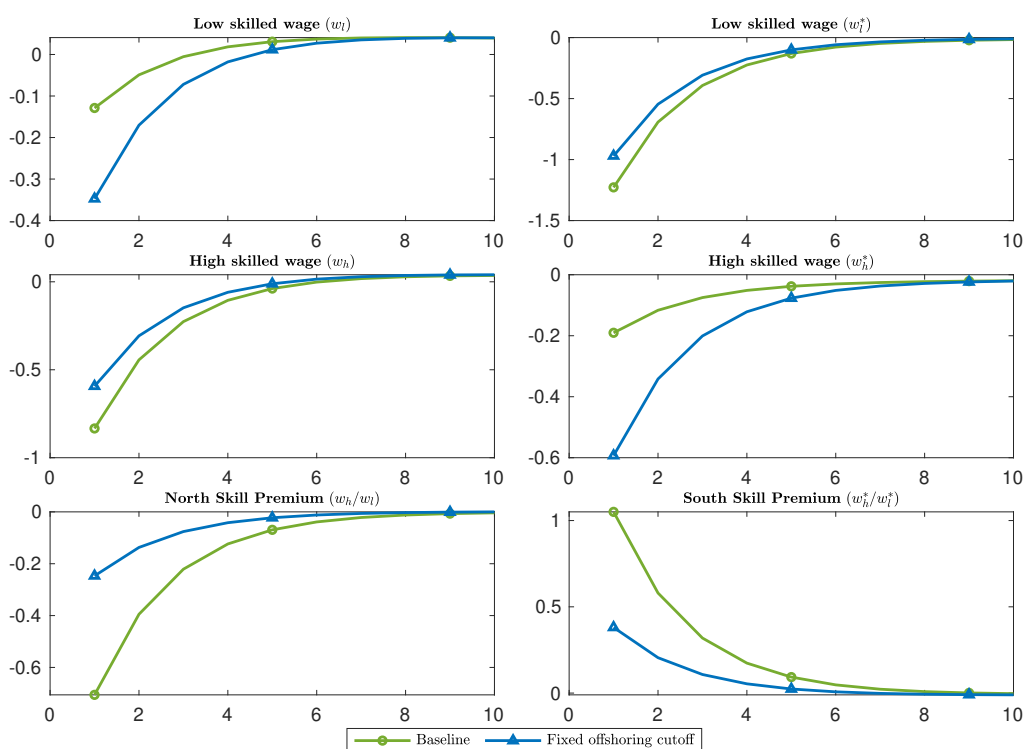 Low skilled wage (w_l)
0
-0.1
-0.2
-0.3
-0.4
0 2 4 6 8 10
Low skilled wage (w_l^*)
0
-0.5
-1
-1.5
0 2 4 6 8 10
High skilled wage (w_h)
0
-0.5
-1
0 2 4 6 8 10
High skilled wage (w_h^*)
0
-0.2
-0.4
-0.6
0 2 4 6 8 10
North Skill Premium (w_h/w_l)
0
-0.2
-0.4
-0.6
0 2 4 6 8 10
South Skill Premium (w_h^*/w_l^*)
1
0.5
0
0 2 4 6 8 10
Baseline Fixed offshoring cutoff